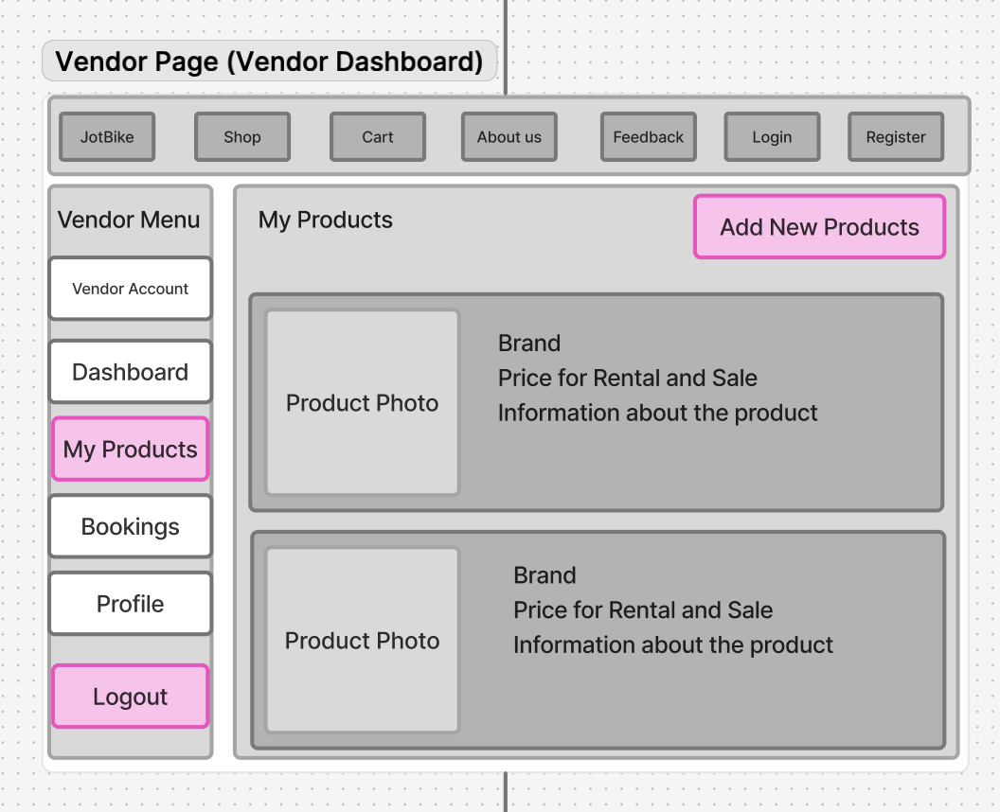 Vendor Page (Vendor Dashboard)
JotBike
Shop
Cart
About us
Feedback
Login
Register
Vendor Menu
Vendor Account
Dashboard
My Products
Bookings
Profile
Logout
My Products
Add New Products
Product Photo
Brand
Price for Rental and Sale
Information about the product
Product Photo
Brand
Price for Rental and Sale
Information about the product